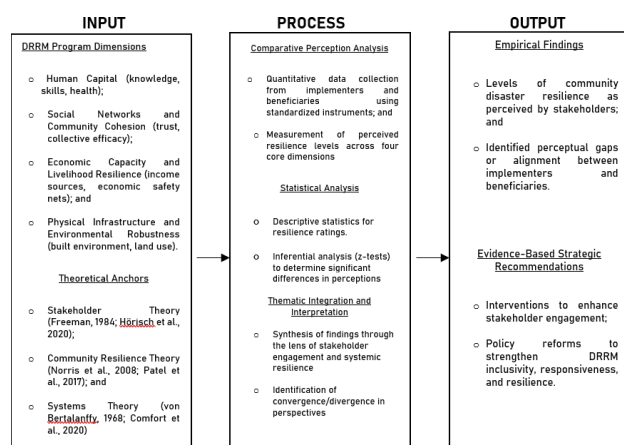 INPUT
DRRM Program Dimensions
o Human Capital (knowledge,
skills, health);
o Social Networks and
Community Cohesion (trust,
collective efficacy);
o Economic Capacity and
Livelihood Resilience (income
sources, economic safety
nets); and
o Physical Infrastructure and
Environmental Robustness
(built environment, land use).
Theoretical Anchors
o Stakeholder Theory
(Freeman, 1984; Hörisch et al.,
2020);
o Community Resilience Theory
(Norris et al., 2008; Patel et
al., 2017); and
o Systems Theory (von
Bertalanffy, 1968; Comfort et
al., 2020)
PROCESS
Comparative Perception Analysis
o Quantitative data collection
from implementers and
beneficiaries using
standardized instruments; and
o Measurement of perceived
resilience levels across four
core dimensions
Statistical Analysis
o Descriptive statistics for
resilience ratings.
o Inferential analysis (z-tests)
to determine significant
differences in perceptions
Thematic Integration and
Interpretation
o Synthesis of findings through
the lens of stakeholder
engagement and systemic
resilience
o Identification of
convergence/divergence in
perspectives
OUTPUT
Empirical Findings
o Levels of community
disaster resilience as
perceived by stakeholders;
and
o Identified perceptual gaps
or alignment between
implementers and
beneficiaries.
Evidence-Based Strategic
Recommendations
o Interventions to enhance
stakeholder engagement;
o Policy reforms to
strengthen DRRM
inclusivity, responsiveness,
and resilience.